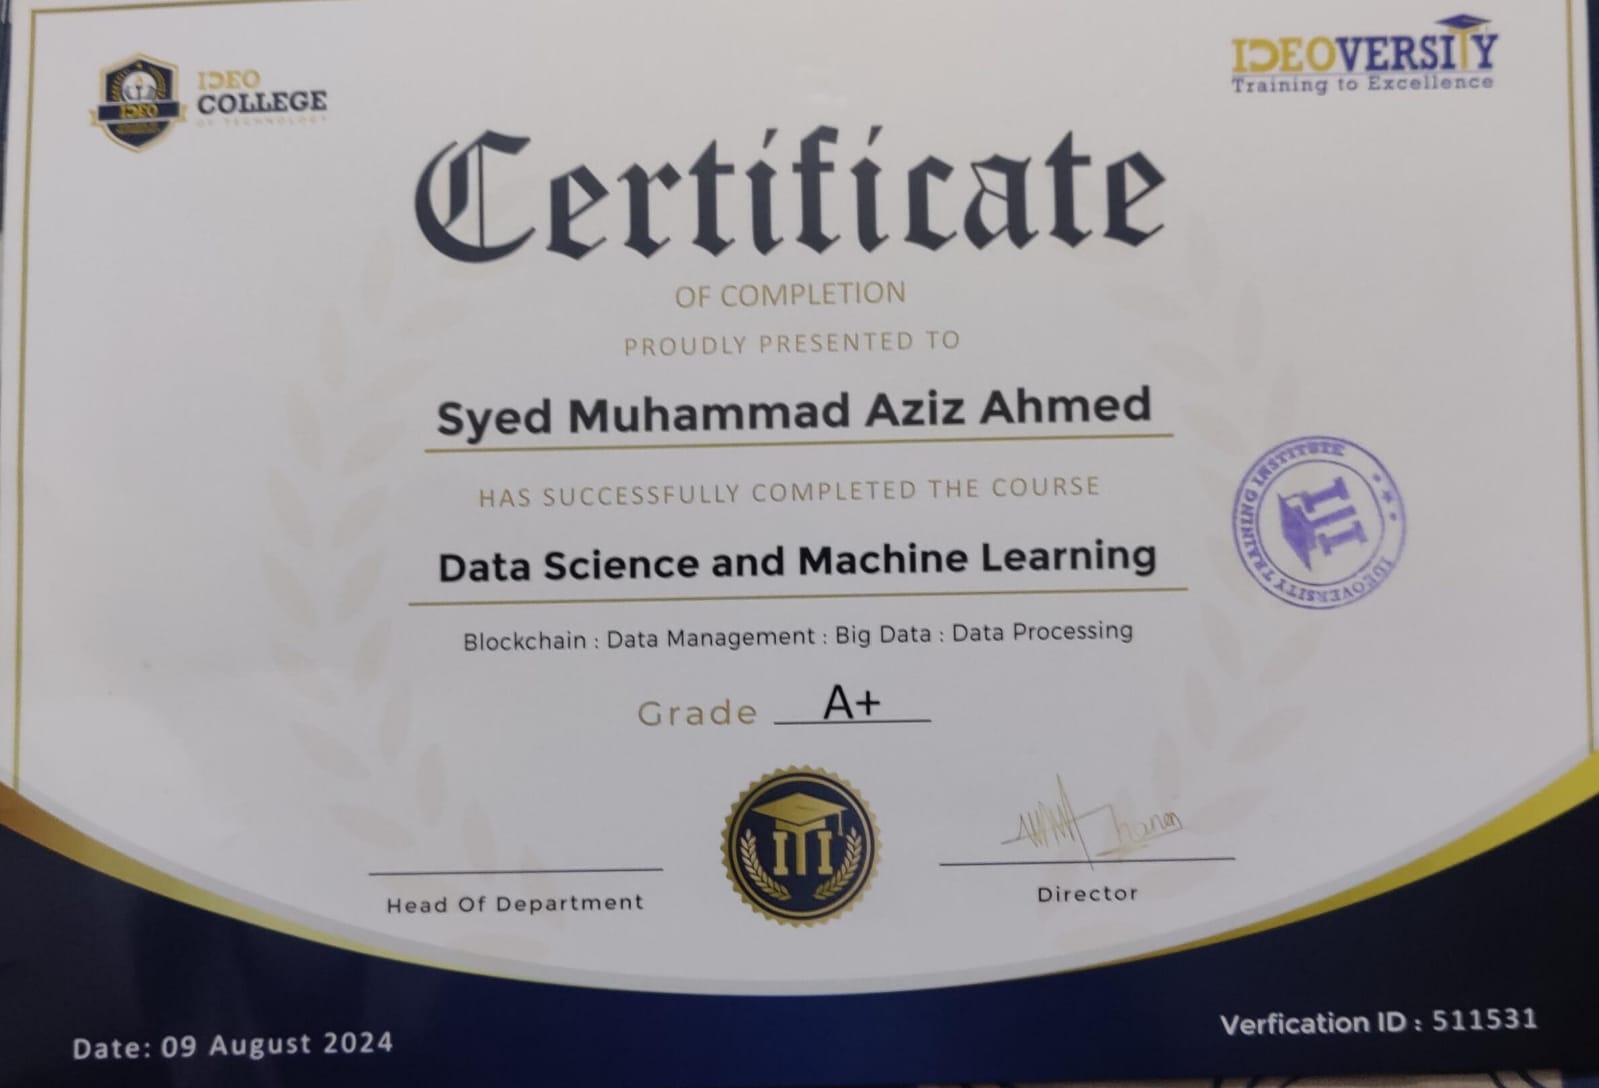 IDEO
COLLEGE
OF TECHNOLOGY
IDEO
IDEOVERSITY
Training to Excellence
Certificate
OF COMPLETION
PROUDLY PRESENTED TO
Syed Muhammad Aziz Ahmed
HAS SUCCESSFULLY COMPLETED THE COURSE
Data Science and Machine Learning
IDEOVERSITY TRAINING INSTITUTE
ITI
Blockchain : Data Management : Big Data : Data Processing
Grade A+
ITI
Head Of Department
Director
Date: 09 August 2024
Verfication ID : 511531